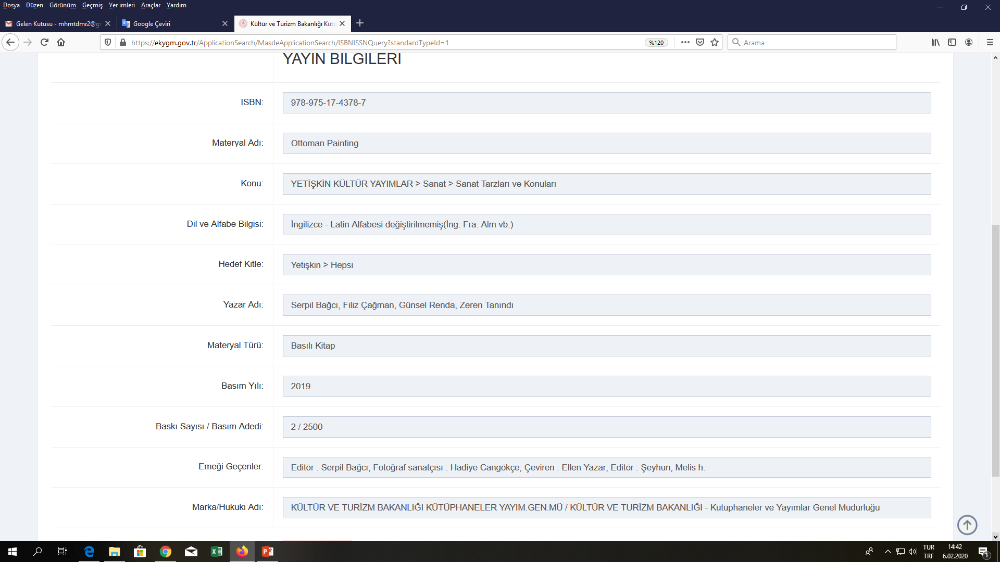 Dosya Düzen Görünüm Geçmiş Yer imleri Araçlar Yardım
Gelen Kutusu - mhmtdmr2@g
Google Çeviri
Kültür ve Turizm Bakanlığı Kütü
https://ekygm.gov.tr/ApplicationSearch/MasdeApplicationSearch/ISBNISSNQuery?standardTypeId=1
%120
Arama
YAYIN BİLGİLERİ
ISBN: 978-975-17-4378-7
Materyal Adı: Ottoman Painting
Konu: YETİŞKİN KÜLTÜR YAYIMLAR > Sanat > Sanat Tarzları ve Konuları
Dil ve Alfabe Bilgisi: İngilizce - Latin Alfabesi değiştirilmemiş(İng. Fra. Alm vb.)
Hedef Kitle: Yetişkin > Hepsi
Yazar Adı: Serpil Bağcı, Filiz Çağman, Günsel Renda, Zeren Tanındı
Materyal Türü: Basılı Kitap
Basım Yılı: 2019
Baskı Sayısı / Basım Adedi: 2 / 2500
Emeği Geçenler: Editör : Serpil Bağcı; Fotoğraf sanatçısı : Hadiye Cangökçe; Çeviren : Ellen Yazar; Editör : Şeyhun, Melis h.
Marka/Hukuki Adı: KÜLTÜR VE TURİZM BAKANLIĞI KÜTÜPHANELER YAYIM.GEN.MÜ / KÜLTÜR VE TURİZM BAKANLIĞI - Kütüphaneler ve Yayımlar Genel Müdürlüğü
TUR
TRF
14:42
6.02.2020
1